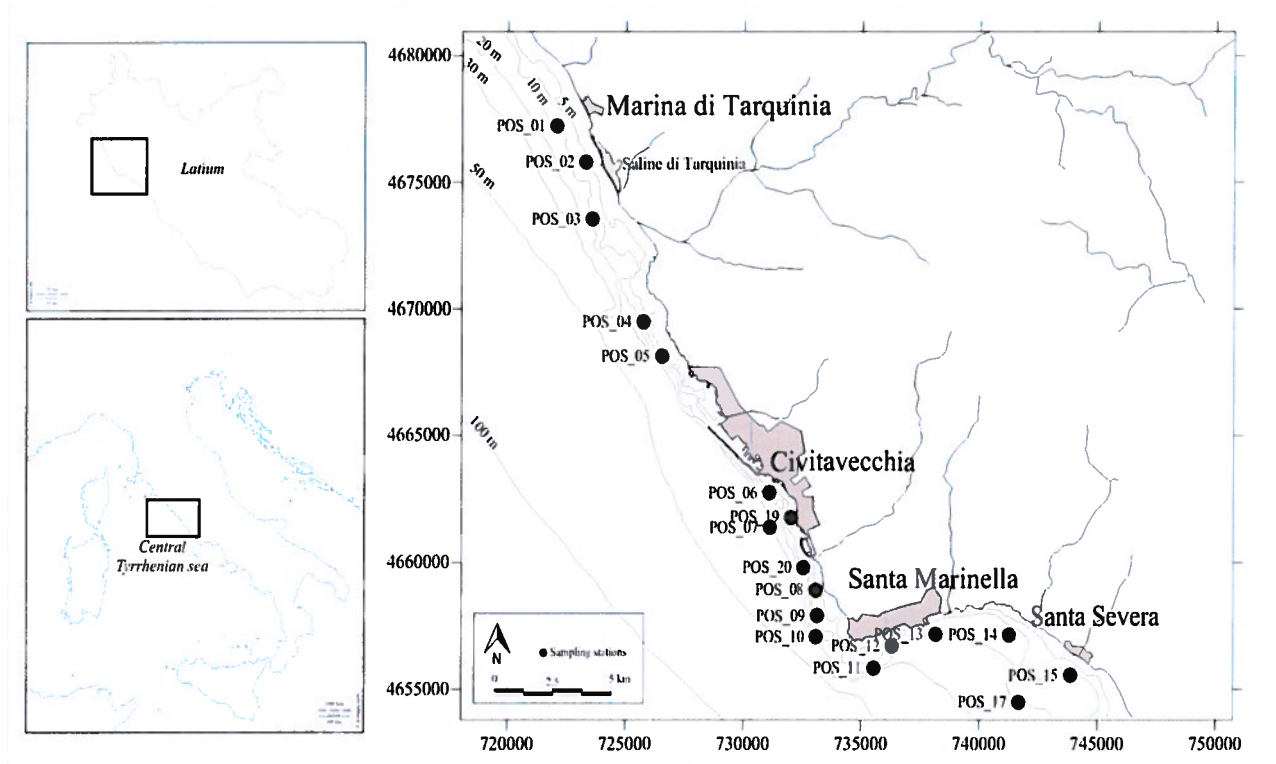 Latium
Central
Tyrrhenian sea
4680000
4675000
4670000
4665000
4660000
4655000
720000
725000
730000
735000
740000
745000
750000
20 m
30 m
10 m
5 m
50 m
100 m
Marina di Tarquinia
POS_01
POS_02
Saline di Tarquinia
POS_03
POS_04
POS_05
Civitavecchia
POS_06
POS_19
POS_07
POS_20
POS_08
POS_09
POS_10
Santa Marinella
Santa Severa
POS_13
POS_14
POS_12
POS_11
POS_15
POS_17
N
Sampling stations
0 2,5 5 km